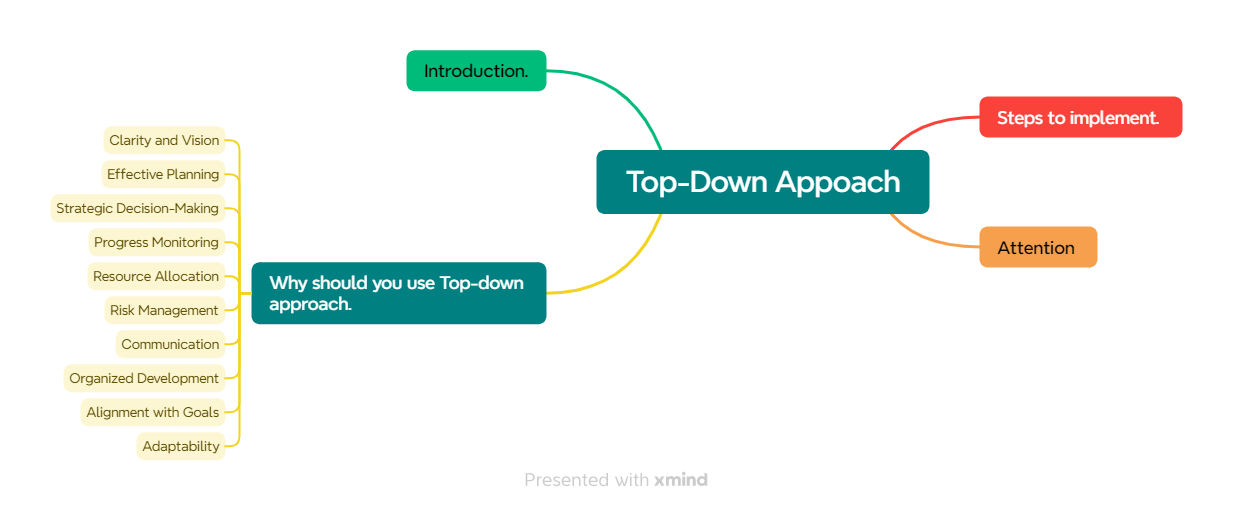 Introduction.
Steps to implement.
Top-Down Appoach
Attention
Why should you use Top-down
approach.
Clarity and Vision
Effective Planning
Strategic Decision-Making
Progress Monitoring
Resource Allocation
Risk Management
Communication
Organized Development
Alignment with Goals
Adaptability
Presented with xmind